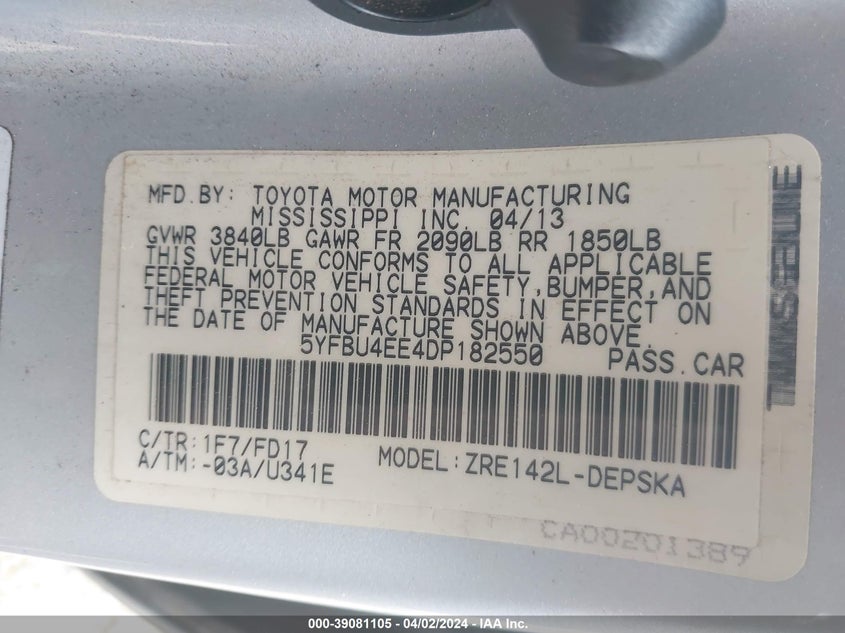 MFD.BY: TOYOTA MOTOR MANUFACTURING
MISSISSIPPI INC. 04/13
GVWR 3840LB GAWR FR 2090LB RR 1850LB
THIS VEHICLE CONFORMS TO ALL APPLICABLE
FEDERAL MOTOR VEHICLE SAFETY,BUMPER,AND
THEFT PREVENTION STANDARDS IN EFFECT ON
THE DATE OF MANUFACTURE SHOWN ABOVE.
5YFBU4EE4DP182550 PASS.CAR
C/TR:1F7/FD17
A/TM:-03A/U341E MODEL:ZRE142L-DEPSKA
CA00201389
000-39081105 - 04/02/2024 - IAA Inc.